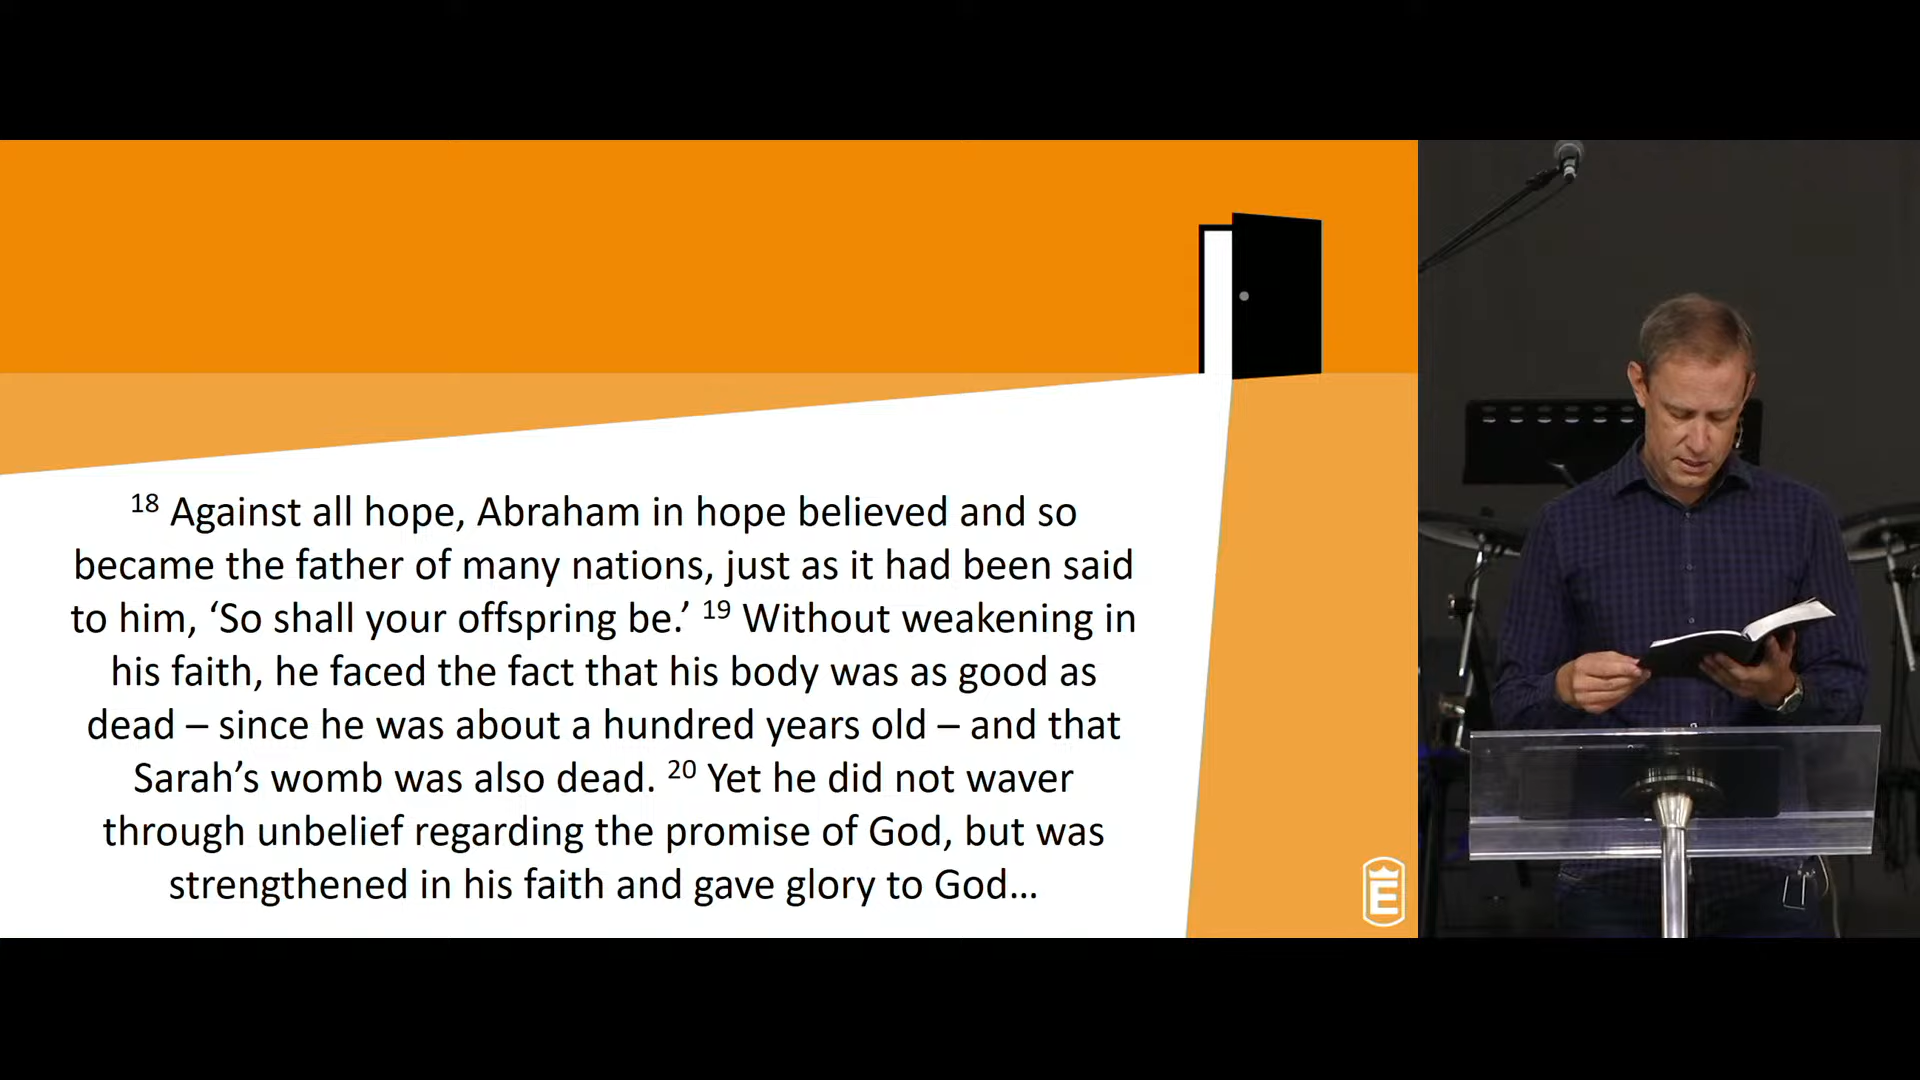 18 Against all hope, Abraham in hope believed and so
became the father of many nations, just as it had been said
to him, ‘So shall your offspring be.’ 19 Without weakening in
his faith, he faced the fact that his body was as good as
dead – since he was about a hundred years old – and that
Sarah’s womb was also dead. 20 Yet he did not waver
through unbelief regarding the promise of God, but was
strengthened in his faith and gave glory to God…
E